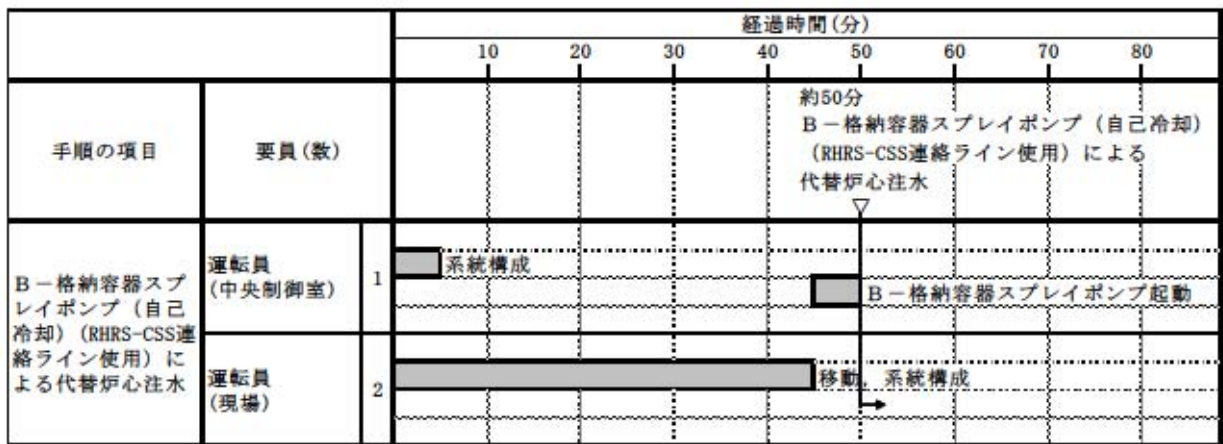 経過時間(分)
10 20 30 40 50 60 70 80
手順の項目
要員(数)
約50分
B－格納容器スプレイポンプ（自己冷却）
(RHRS-CSS連絡ライン使用）による
代替炉心注水
▽
B－格納容器スプ
レイポンプ（自己
冷却）(RHRS-CSS連
絡ライン使用）に
よる代替炉心注水
運転員
(中央制御室)
1
系統構成
B－格納容器スプレイポンプ起動
運転員
(現場)
2
移動，系統構成